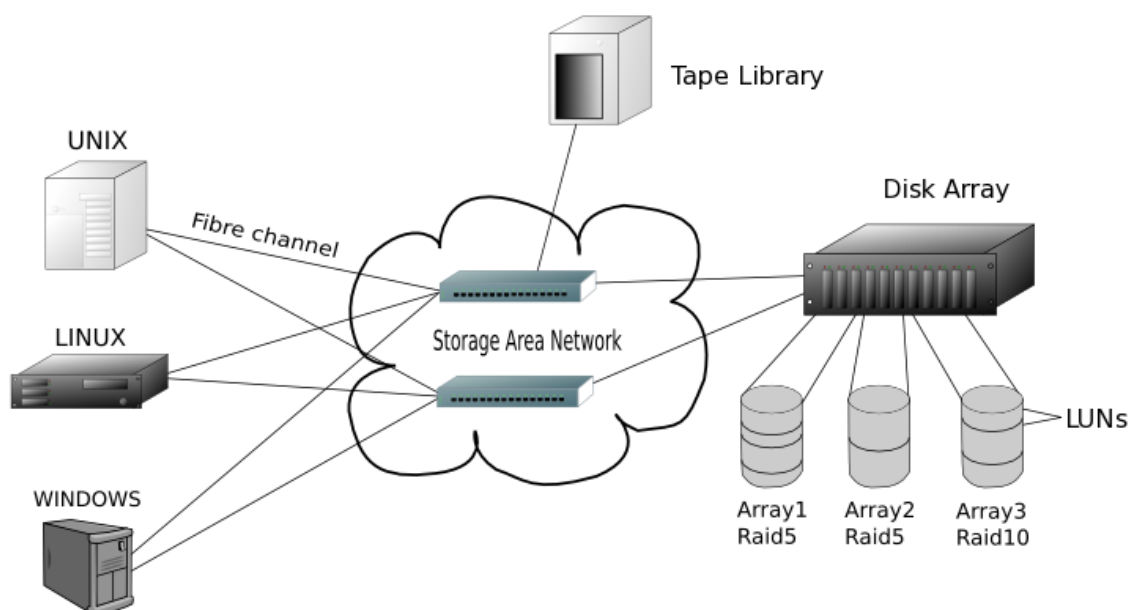 Tape Library
UNIX
Fibre channel
Disk Array
LINUX
Storage Area Network
LUNs
WINDOWS
Array1
Raid5
Array2
Raid5
Array3
Raid10